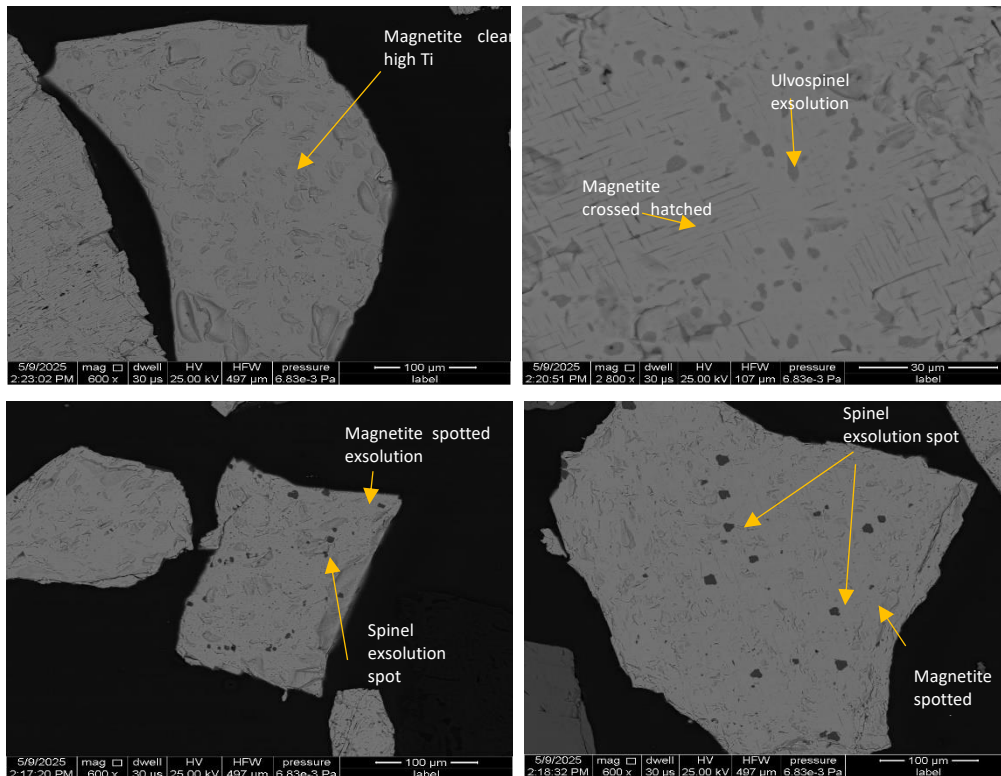 Magnetite clear
high Ti
5/9/2025 mag dwell HV HFW pressure 100 µm
2:23:02 PM 600 x 30 µs 25.00 kV 497 µm 6.83e-3 Pa label
Ulvospinel
exsolution
Magnetite
crossed hatched
5/9/2025 mag dwell HV HFW pressure 30 µm
2:20:51 PM 2 800 x 30 µs 25.00 kV 107 µm 6.83e-3 Pa label
Magnetite spotted
exsolution
Spinel
exsolution
spot
5/9/2025 mag dwell HV HFW pressure 100 µm
2:17:20 PM 600 x 30 µs 25.00 kV 497 µm 6.83e-3 Pa label
Spinel
exsolution spot
Magnetite
spotted
5/9/2025 mag dwell HV HFW pressure 100 µm
2:18:32 PM 600 x 30 µs 25.00 kV 497 µm 6.83e-3 Pa label